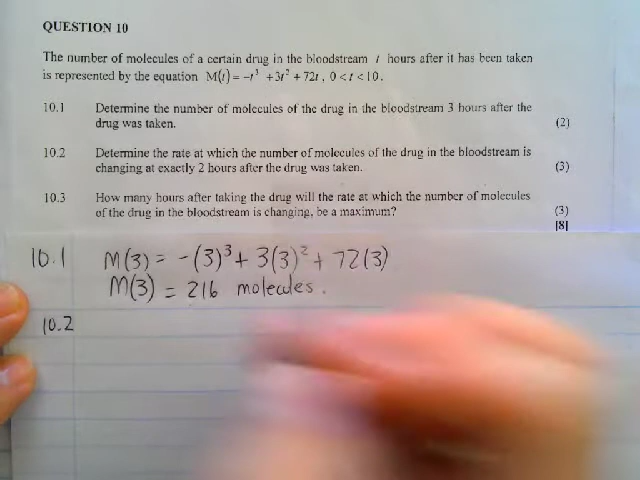 QUESTION 10
The number of molecules of a certain drug in the bloodstream t hours after it has been taken
is represented by the equation M(t) = −t³ + 3t² + 72t , 0 < t < 10.
10.1 Determine the number of molecules of the drug in the bloodstream 3 hours after the
drug was taken. (2)
10.2 Determine the rate at which the number of molecules of the drug in the bloodstream is
changing at exactly 2 hours after the drug was taken. (3)
10.3 How many hours after taking the drug will the rate at which the number of molecules
of the drug in the bloodstream is changing, be a maximum? (3)
[8]
10.1 M(3) = -(3)³ + 3(3)² + 72(3)
M(3) = 216 molecules.
10.2